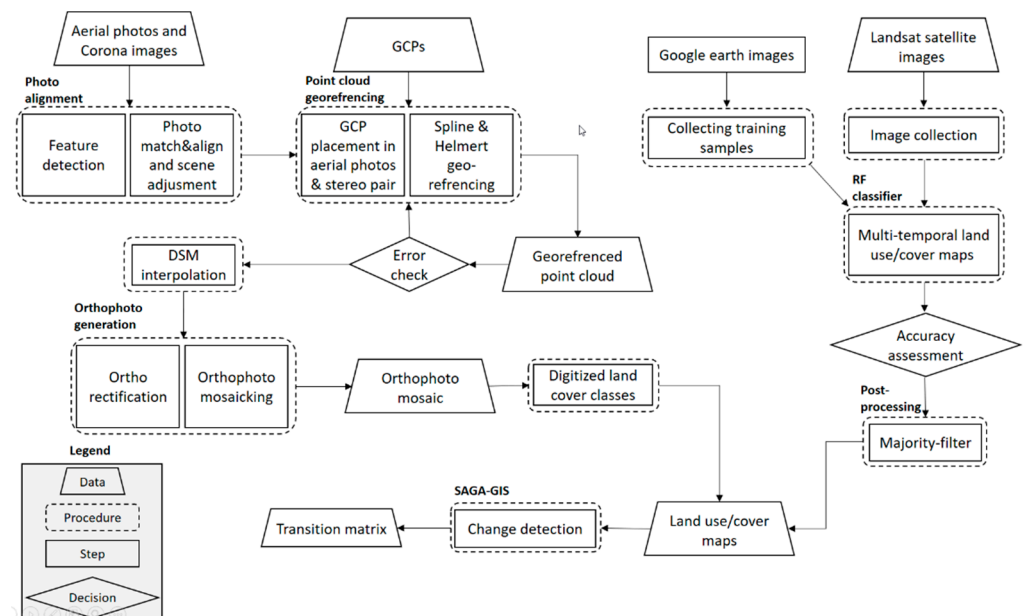 Aerial photos and
Corona images
GCPs
Google earth images
Landsat satellite
images
Photo
alignment
Point cloud
georefrencing
Feature
detection
Photo
match&align
and scene
adjusment
GCP
placement in
aerial photos
& stereo pair
Spline &
Helmert
geo-
refrencing
Collecting training
samples
Image collection
RF
classifier
Multi-temporal land
use/cover maps
DSM
interpolation
Error
check
Georefrenced
point cloud
Orthophoto
generation
Ortho
rectification
Orthophoto
mosaicking
Orthophoto
mosaic
Digitized land
cover classes
Accuracy
assessment
Post-
processing
Majority-filter
Legend
Data
Procedure
Step
Decision
SAGA-GIS
Transition matrix
Change detection
Land use/cover
maps